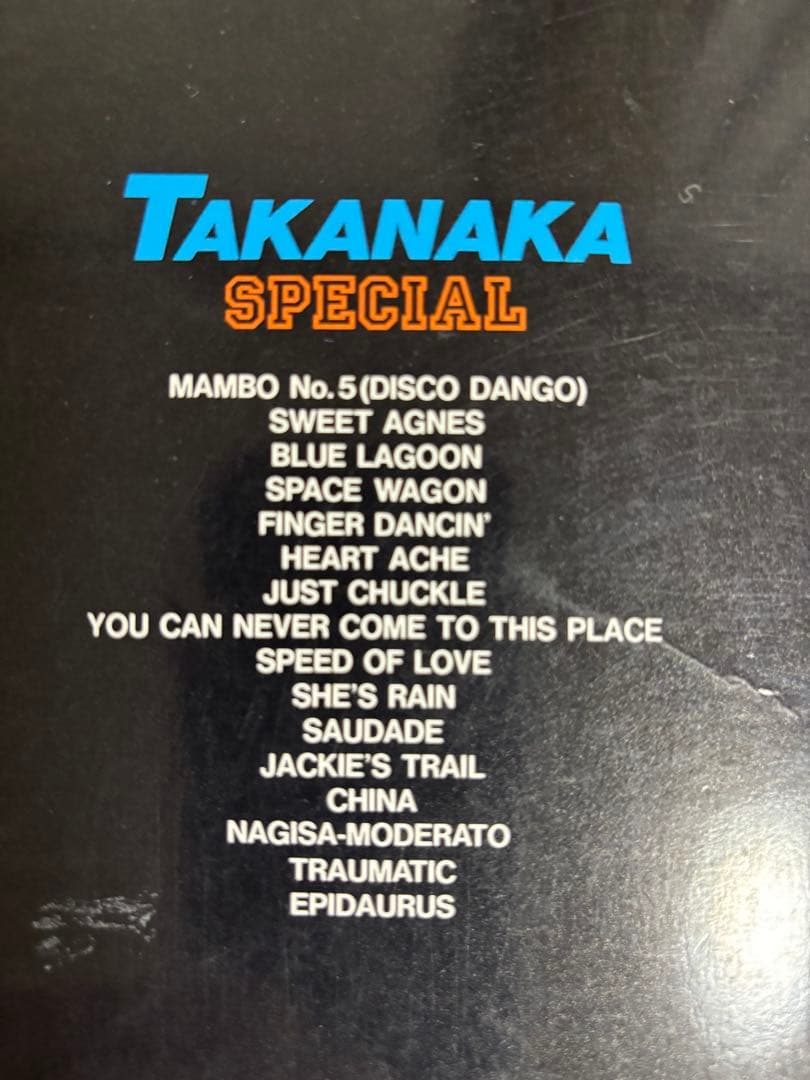 TAKANAKA
SPECIAL
MAMBO No.5(DISCO DANGO)
SWEET AGNES
BLUE LAGOON
SPACE WAGON
FINGER DANCIN'
HEART ACHE
JUST CHUCKLE
YOU CAN NEVER COME TO THIS PLACE
SPEED OF LOVE
SHE'S RAIN
SAUDADE
JACKIE'S TRAIL
CHINA
NAGISA-MODERATO
TRAUMATIC
EPIDAURUS